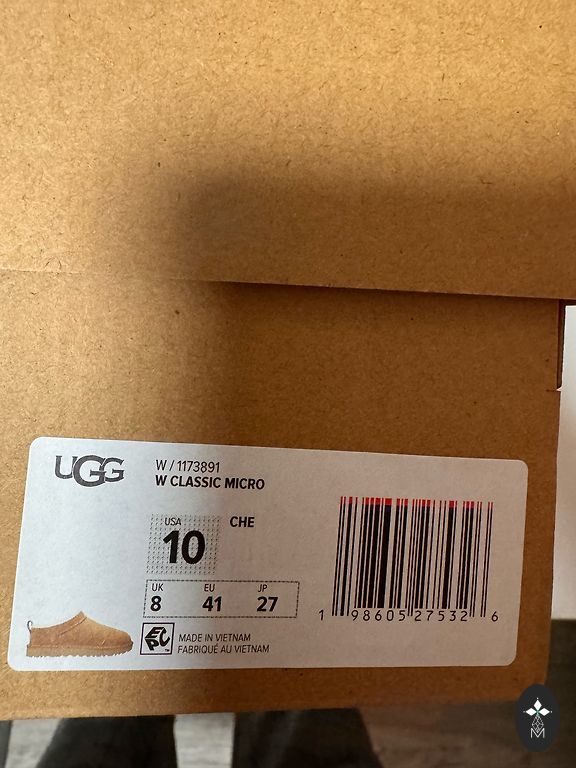 UGG
W / 1173891
W CLASSIC MICRO
USA
10
CHE
UK EU JP
8 41 27
EPC™
MADE IN VIETNAM
FABRIQUÉ AU VIETNAM
1 98605 27532 6
M